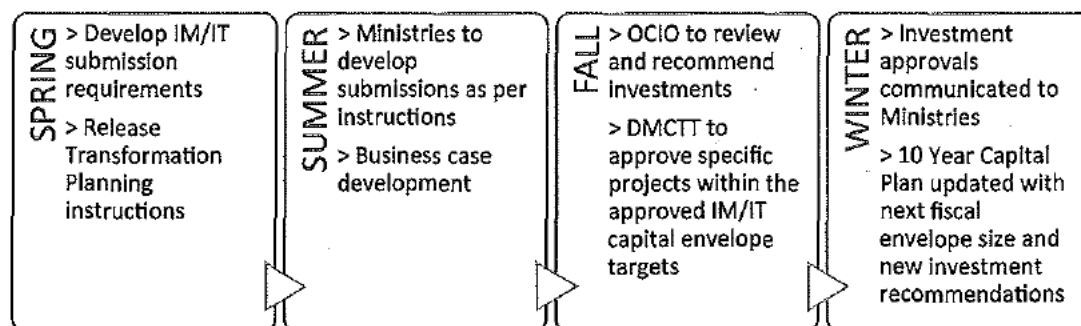 SPRING
> Develop IM/IT
submission
requirements
> Release
Transformation
Planning
instructions
SUMMER
> Ministries to
develop
submissions as per
instructions
> Business case
development
FALL
> OCIO to review
and recommend
investments
> DMCTT to
approve specific
projects within the
approved IM/IT
capital envelope
targets
WINTER
> Investment
approvals
communicated to
Ministries
> 10 Year Capital
Plan updated with
next fiscal
envelope size and
new investment
recommendations